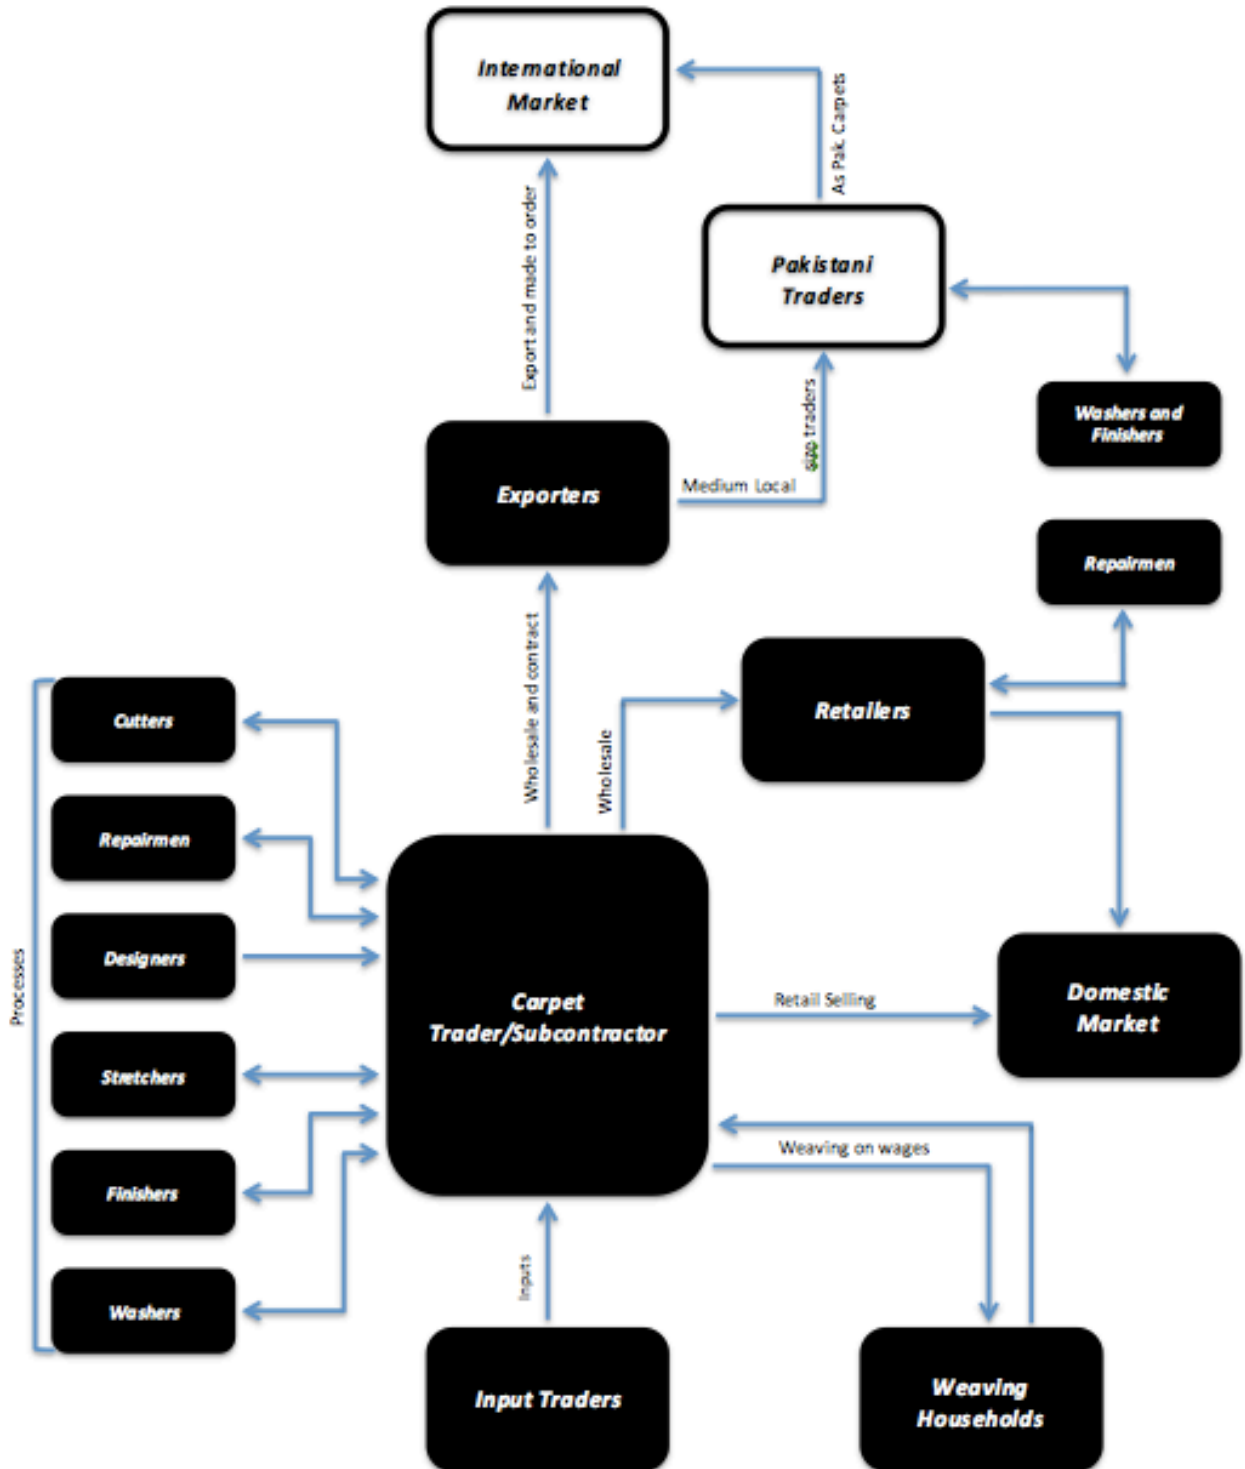 International
Market
As Pak. Carpets
Export and made to order
Pakistani
Traders
Washers and
Finishers
size traders
Medium Local
Exporters
Repairmen
Wholesale and contract
Wholesale
Retailers
Cutters
Repairmen
Designers
Stretchers
Finishers
Washers
Processes
Carpet
Trader/Subcontractor
Retail Selling
Domestic
Market
Weaving on wages
Inputs
Input Traders
Weaving
Households